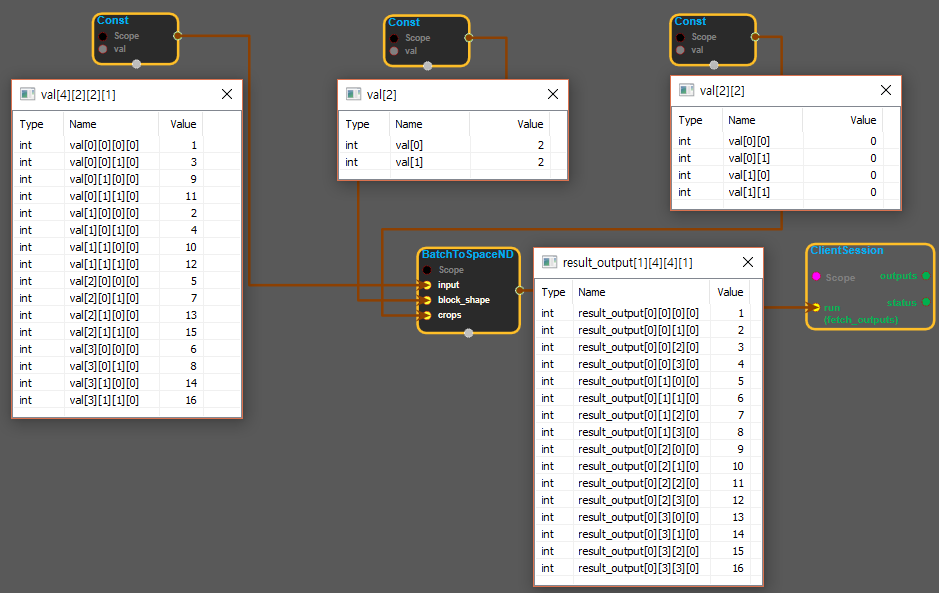 Const
Scope
val
Const
Scope
val
Const
Scope
val
val[4][2][2][1]
Type Name Value
int val[0][0][0][0] 1
int val[0][0][1][0] 3
int val[0][1][0][0] 9
int val[0][1][1][0] 11
int val[1][0][0][0] 2
int val[1][0][1][0] 4
int val[1][1][0][0] 10
int val[1][1][1][0] 12
int val[2][0][0][0] 5
int val[2][0][1][0] 7
int val[2][1][0][0] 13
int val[2][1][1][0] 15
int val[3][0][0][0] 6
int val[3][0][1][0] 8
int val[3][1][0][0] 14
int val[3][1][1][0] 16
val[2]
Type Name Value
int val[0] 2
int val[1] 2
val[2][2]
Type Name Value
int val[0][0] 0
int val[0][1] 0
int val[1][0] 0
int val[1][1] 0
BatchToSpaceND
Scope
input
block_shape
crops
result_output[1][4][4][1]
Type Name Value
int result_output[0][0][0][0] 1
int result_output[0][0][1][0] 2
int result_output[0][0][2][0] 3
int result_output[0][0][3][0] 4
int result_output[0][1][0][0] 5
int result_output[0][1][1][0] 6
int result_output[0][1][2][0] 7
int result_output[0][1][3][0] 8
int result_output[0][2][0][0] 9
int result_output[0][2][1][0] 10
int result_output[0][2][2][0] 11
int result_output[0][2][3][0] 12
int result_output[0][3][0][0] 13
int result_output[0][3][1][0] 14
int result_output[0][3][2][0] 15
int result_output[0][3][3][0] 16
ClientSession
Scope outputs
run status
(fetch_outputs)